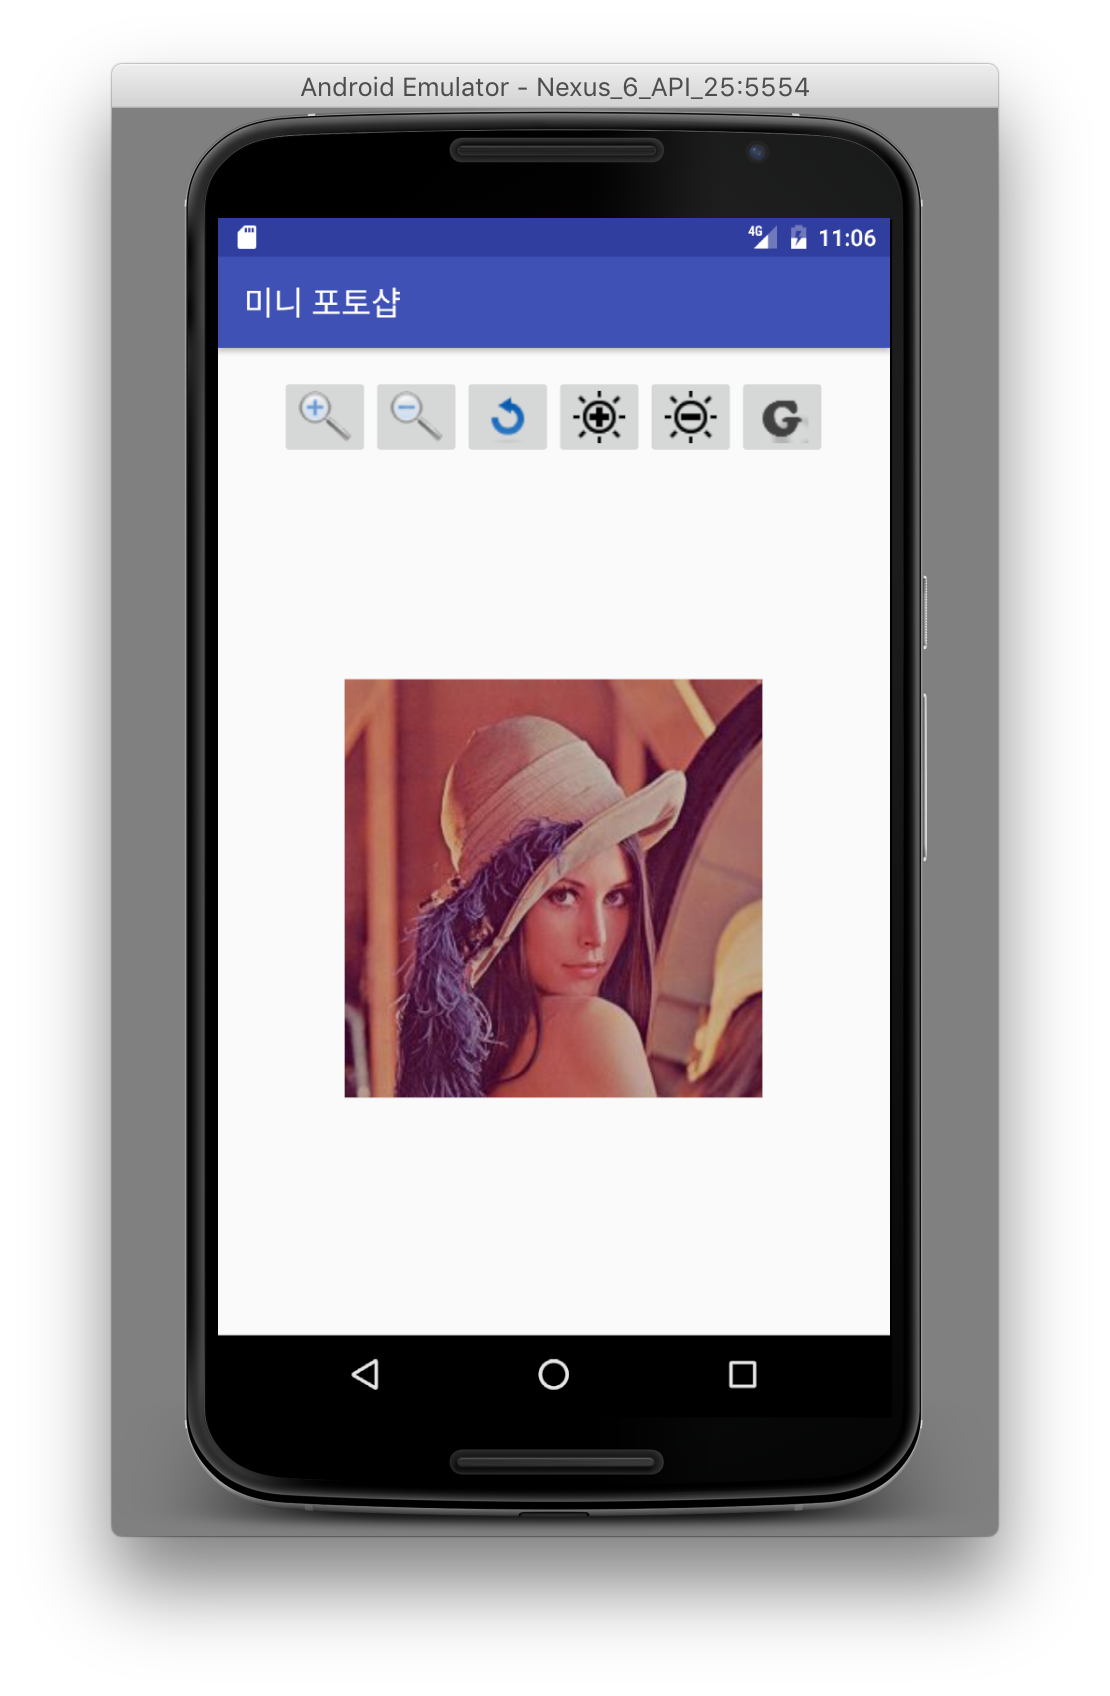 Android Emulator - Nexus_6_API_25:5554
4G 11:06
미니 포토샵
G